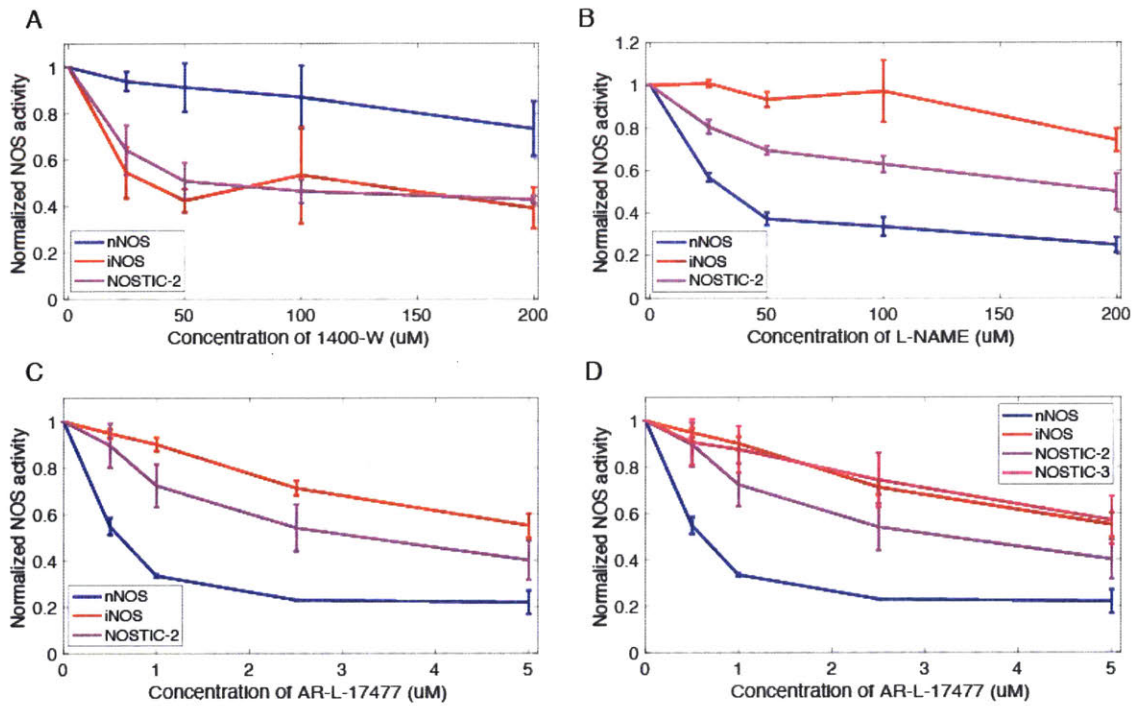 A
Normalized NOS activity
1
0.8
0.6
0.4
0.2
0
nNOS
iNOS
NOSTIC-2
0 50 100 150 200
Concentration of 1400-W (uM)
B
Normalized NOS activity
1.2
1
0.8
0.6
0.4
0.2
0
nNOS
iNOS
NOSTIC-2
0 50 100 150 200
Concentration of L-NAME (uM)
C
Normalized NOS activity
1
0.8
0.6
0.4
0.2
0
nNOS
iNOS
NOSTIC-2
0 1 2 3 4 5
Concentration of AR-L-17477 (uM)
D
Normalized NOS activity
1
0.8
0.6
0.4
0.2
0
nNOS
iNOS
NOSTIC-2
NOSTIC-3
0 1 2 3 4 5
Concentration of AR-L-17477 (uM)